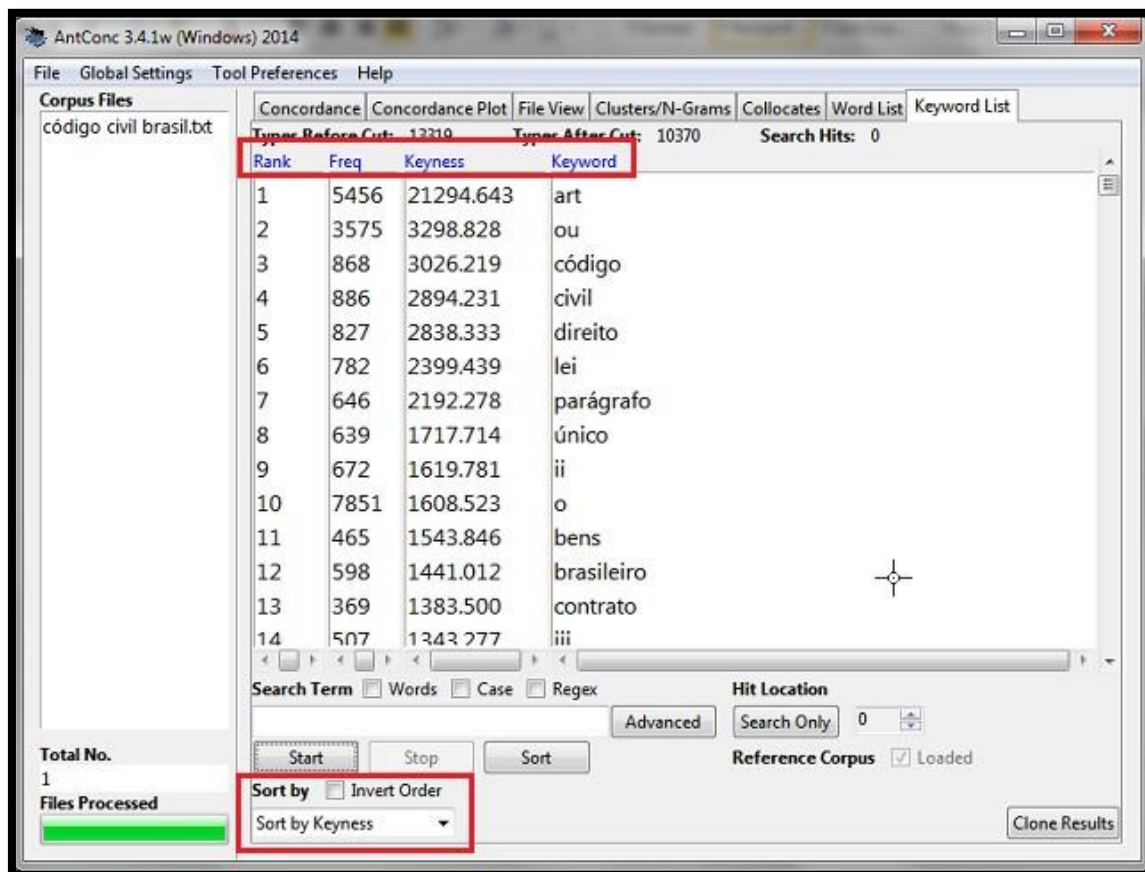 AntConc 3.4.1w (Windows) 2014
File Global Settings Tool Preferences Help
Corpus Files
código civil brasil.txt
Concordance Concordance Plot File View Clusters/N-Grams Collocates Word List Keyword List
Types Before Cut: 13319 Types After Cut: 10370 Search Hits: 0
Rank Freq Keyness Keyword
1 5456 21294.643 art
2 3575 3298.828 ou
3 868 3026.219 código
4 886 2894.231 civil
5 827 2838.333 direito
6 782 2399.439 lei
7 646 2192.278 parágrafo
8 639 1717.714 único
9 672 1619.781 ii
10 7851 1608.523 o
11 465 1543.846 bens
12 598 1441.012 brasileiro
13 369 1383.500 contrato
14 507 1343.277 iii
Search Term Words Case Regex Hit Location
Advanced Search Only 0
Start Stop Sort Reference Corpus Loaded
Total No.
1
Files Processed
Sort by Invert Order
Sort by Keyness
Clone Results